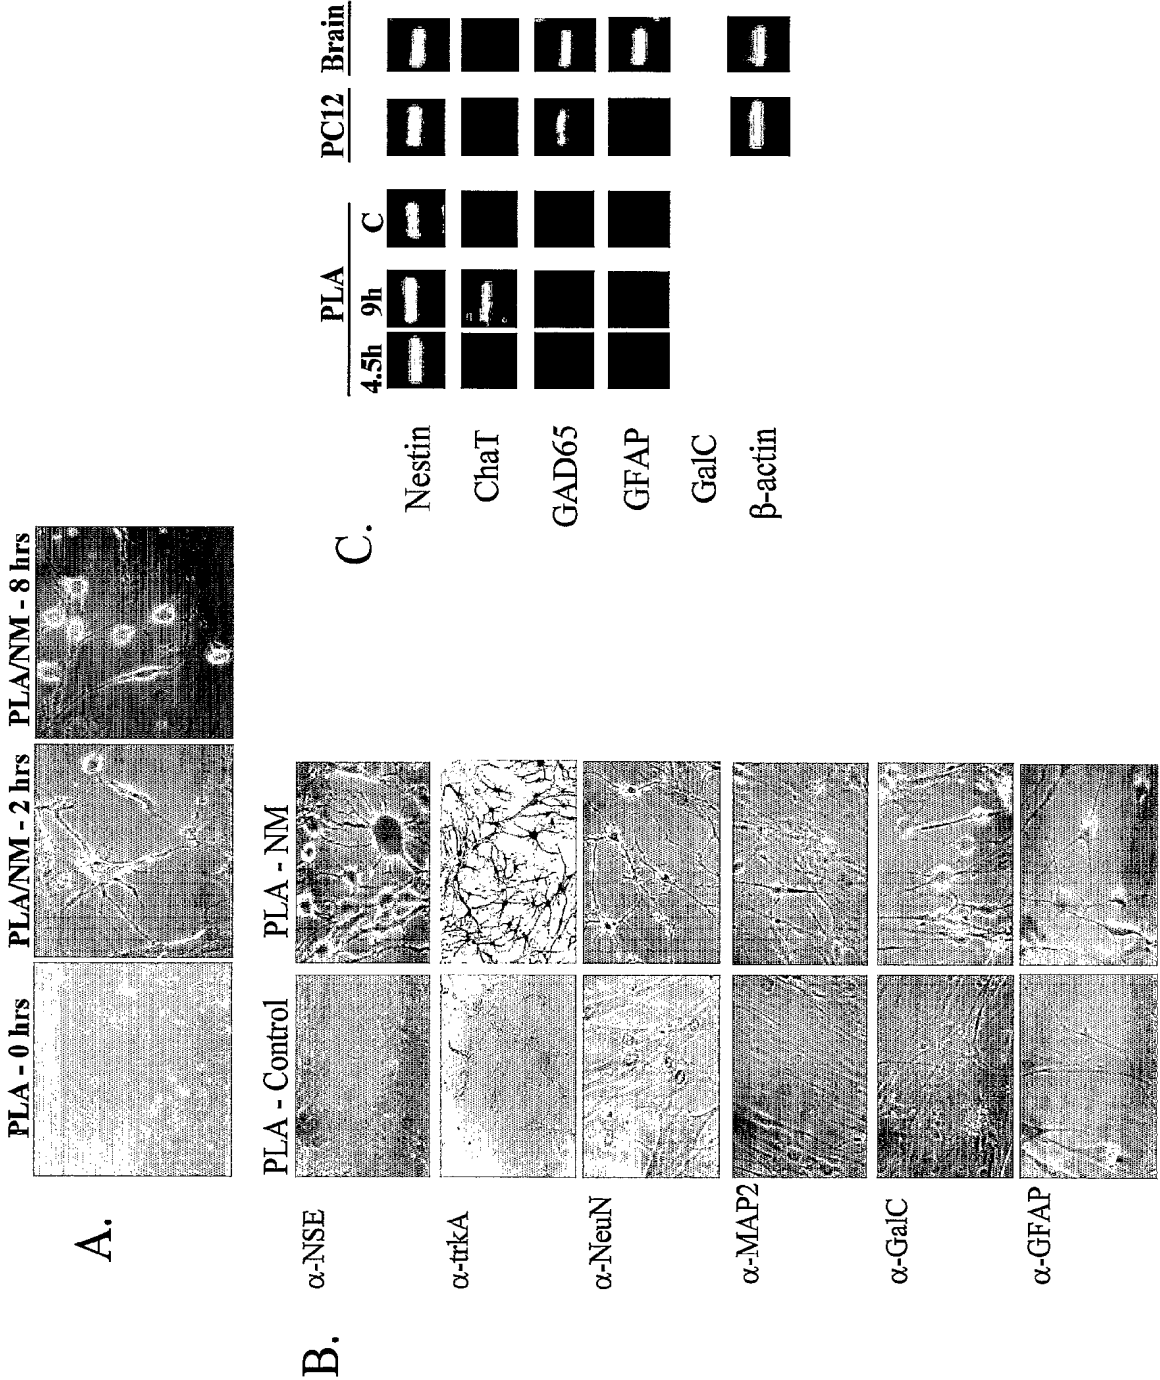 A.
PLA - 0 hrs PLA/NM - 2 hrs PLA/NM - 8 hrs
B.
PLA - Control PLA - NM
α-NSE
α-trkA
α-NeuN
α-MAP2
α-GalC
α-GFAP
C.
PLA PC12 Brain
4.5h 9h C
Nestin
ChaT
GAD65
GFAP
GalC
β-actin